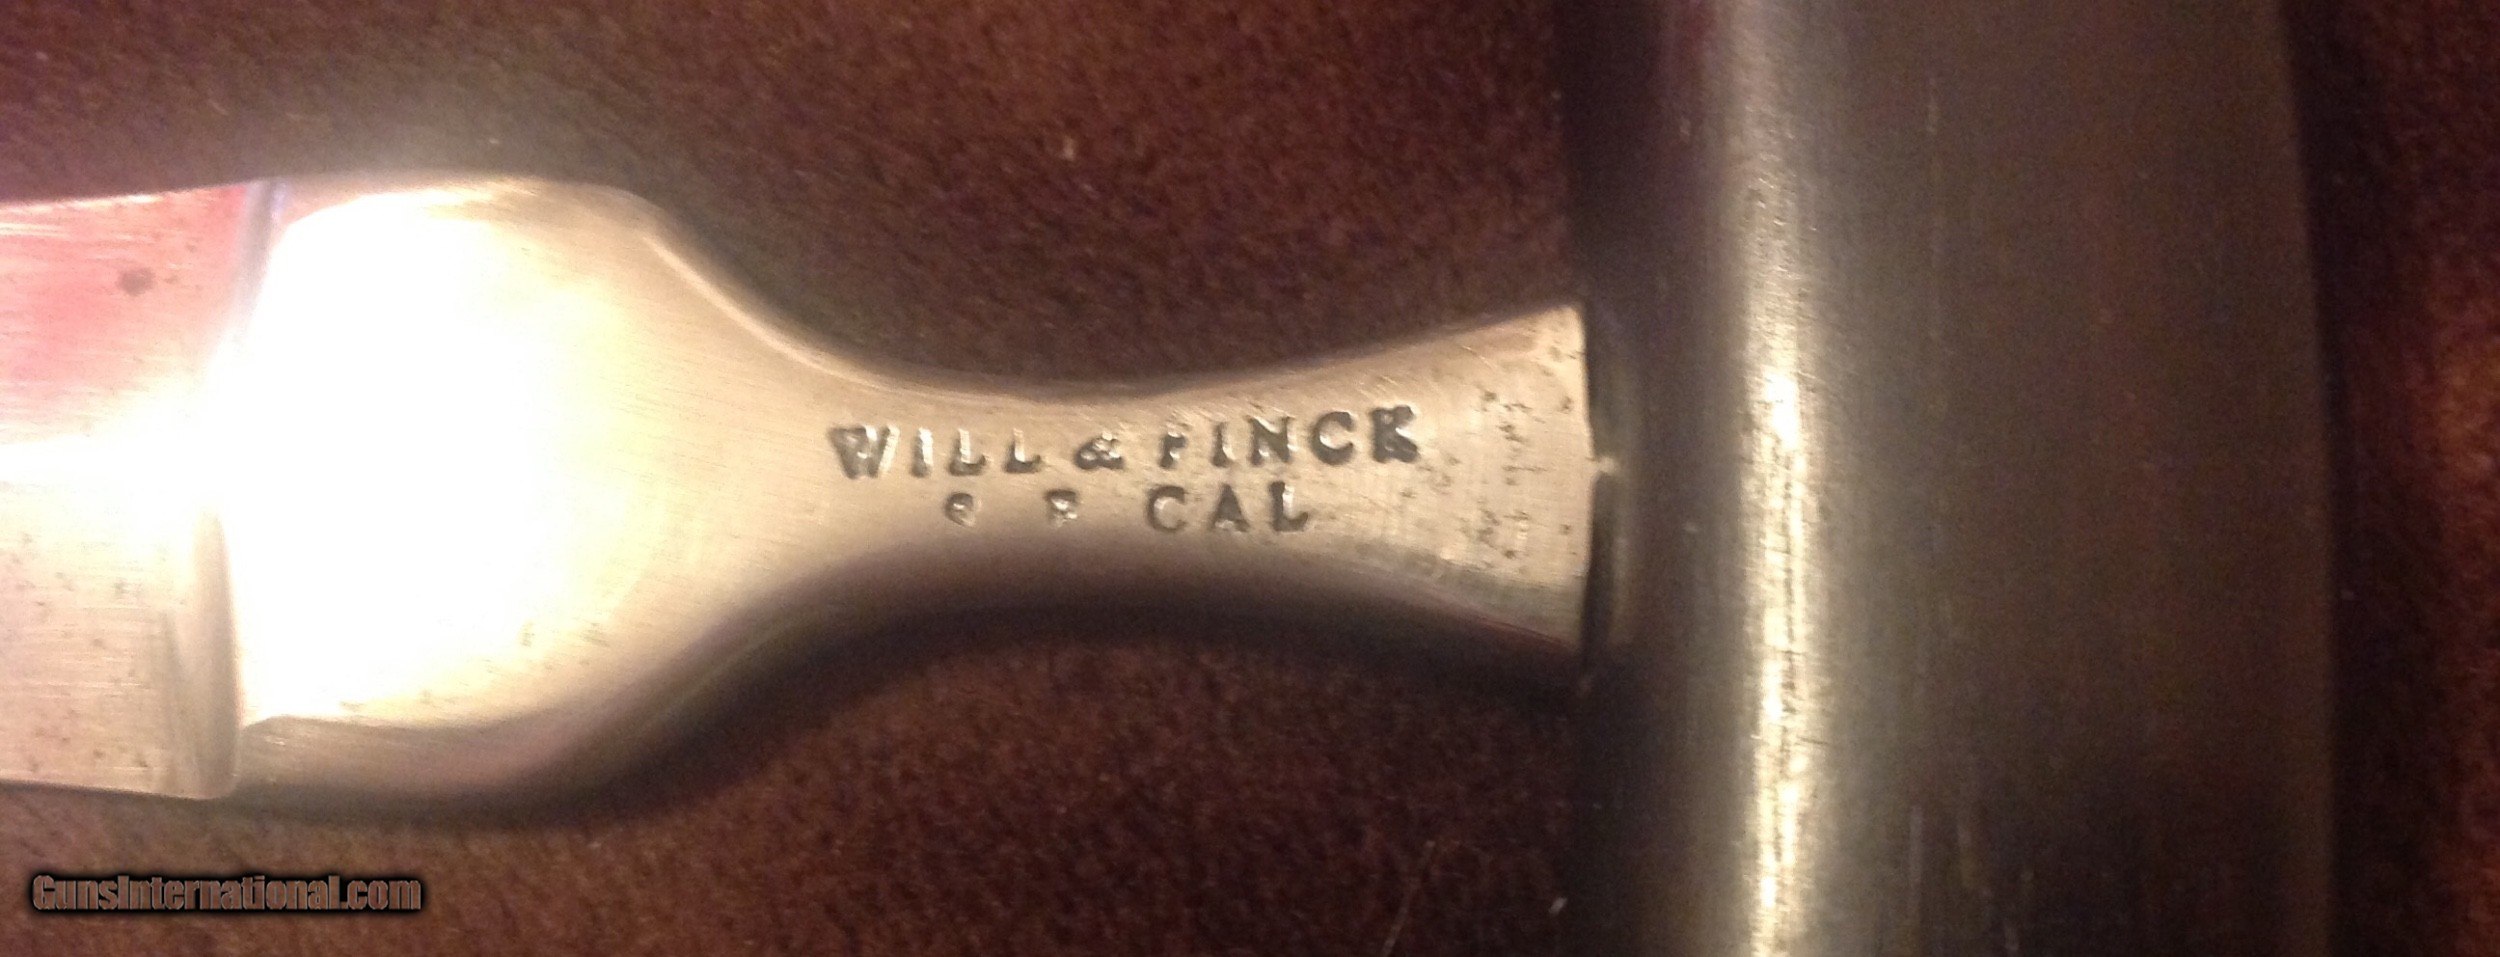 WILL & FINCK
S F CAL
GunsInternational.com